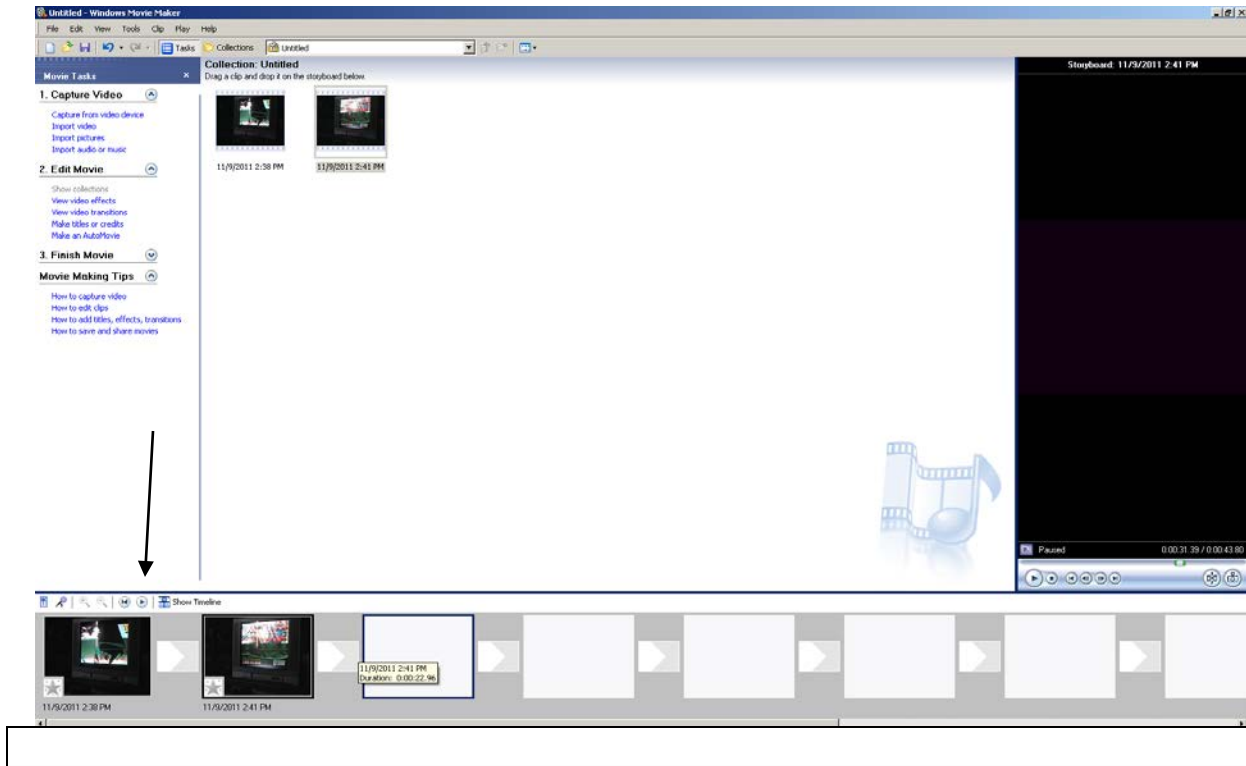 Untitled - Windows Movie Maker
File Edit View Tools Clip Play Help
Tasks Collections Untitled
Movie Tasks
1. Capture Video
Capture from video device
Import video
Import pictures
Import audio or music
2. Edit Movie
Show collections
View video effects
View video transitions
Make titles or credits
Make an AutoMovie
3. Finish Movie
Movie Making Tips
How to capture video
How to edit clips
How to add titles, effects, transitions
How to save and share movies
Collection: Untitled
Drag a clip and drop it on the storyboard below.
11/9/2011 2:38 PM
11/9/2011 2:41 PM
Storyboard: 11/9/2011 2:41 PM
Paused
0:00:31.39 / 0:00:43.80
Show Timeline
11/9/2011 2:41 PM
Duration: 0:00:22.96
11/9/2011 2:38 PM
11/9/2011 2:41 PM